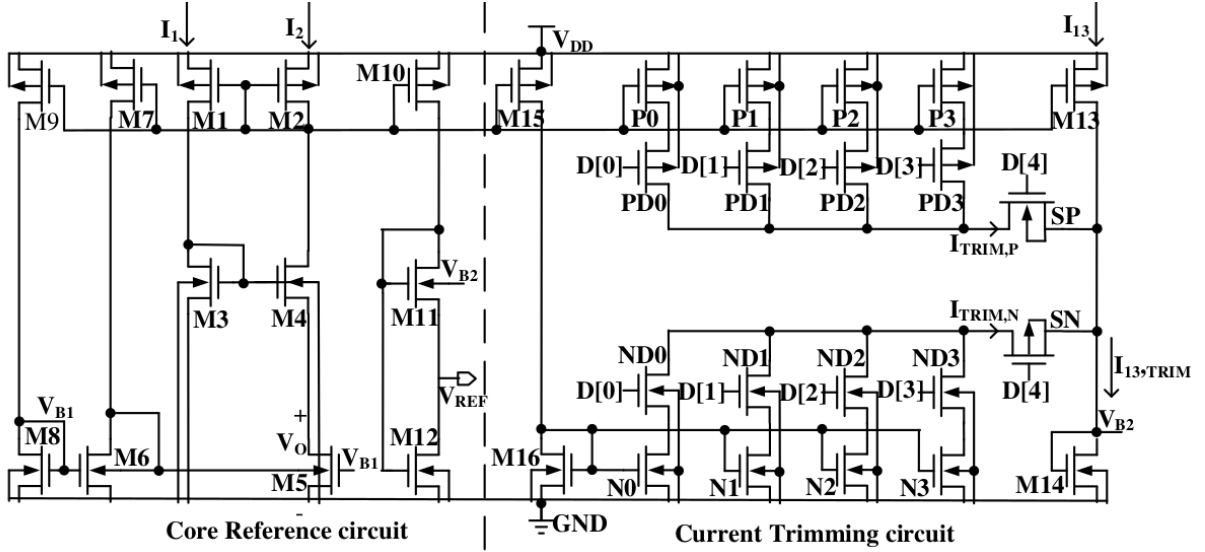 I1 I2 VDD I13
M9 M7 M1 M2 M10 M15 P0 P1 P2 P3 M13
D[0] D[1] D[2] D[3] D[4]
PD0 PD1 PD2 PD3 SP
ITRIM,P
M3 M4 M11 VB2
ITRIM,N SN
ND0 ND1 ND2 ND3
I13,TRIM
D[0] D[1] D[2] D[3] D[4]
VREF
VB1 + VB2
M8 M6 VO M5 VB1 M12 M16 N0 N1 N2 N3 M14
-
GND
Core Reference circuit Current Trimming circuit